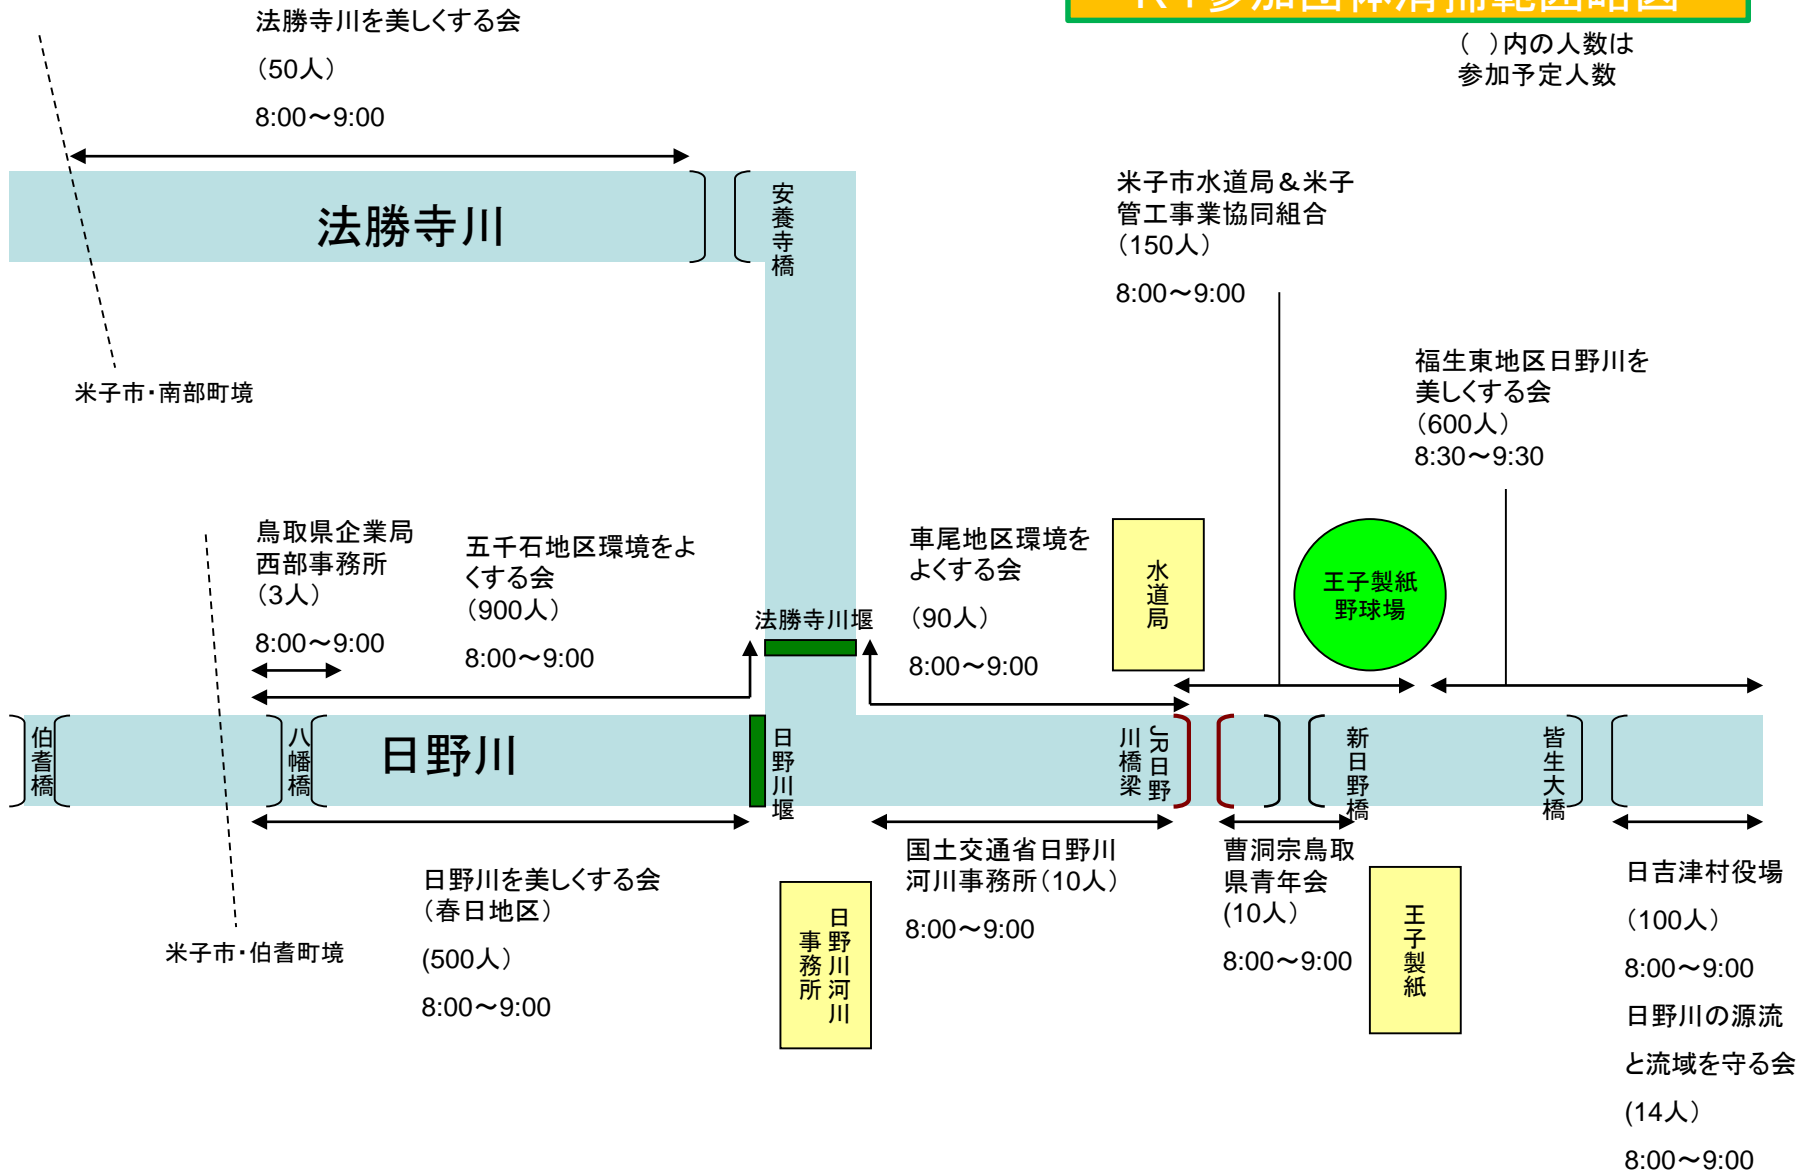 法勝寺川を美しくする会
（50人）
8:00～9:00
参加団体清掃範囲略図
（　）内の人数は
参加予定人数
法勝寺川
安養寺橋
米子市・南部町境
米子市水道局＆米子
管工事業協同組合
（150人）
8:00～9:00
福生東地区日野川を
美しくする会
（600人）
8:30～9:30
鳥取県企業局
西部事務所
（3人）
8:00～9:00
五千石地区環境をよ
くする会
（900人）
8:00～9:00
法勝寺川堰
車尾地区環境を
よくする会
（90人）
8:00～9:00
水道局
王子製紙
野球場
伯耆橋
八幡橋
日野川
日野川堰
JR日野
川橋梁
新日野橋
皆生大橋
米子市・伯耆町境
日野川を美しくする会
（春日地区）
(500人）
8:00～9:00
日野川河川
事務所
国土交通省日野川
河川事務所（10人）
8:00～9:00
曹洞宗鳥取
県青年会
(10人）
8:00～9:00
王子製紙
日吉津村役場
（100人）
8:00～9:00
日野川の源流
と流域を守る会
(14人）
8:00～9:00